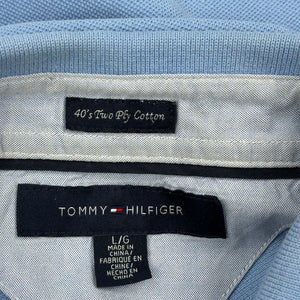 40's Two Ply Cotton
TOMMY HILFIGER
L/G
MADE IN
CHINA/
FABRIQUÉ EN
CHINE/
HECHO EN
CHINA